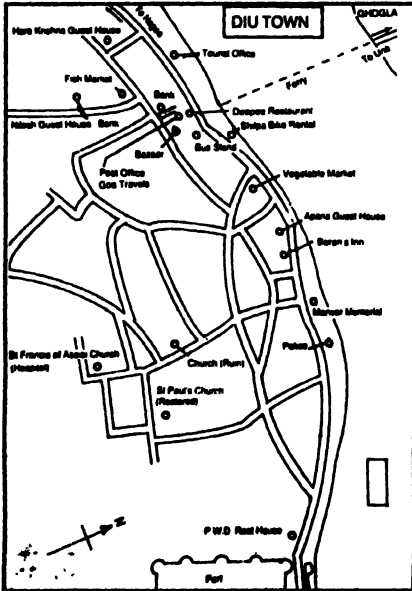 DIU TOWN
GHOGLA
To Una
Ferry
To Nagoa
Hare Krishna Guest House
Tourist Office
Fish Market
Bank
Deepee Restaurant
Nilesh Guest House
Bank
Shilpa Bike Rental
Bus Stand
Bazaar
Post Office
Goa Travels
Vegetable Market
Apana Guest House
Baron's Inn
Marwar Memorial
Police
St Francis of Assisi Church
(Hospital)
Church (Ruin)
St Paul's Church
(Restored)
N
P.W.D Rest House
Fort